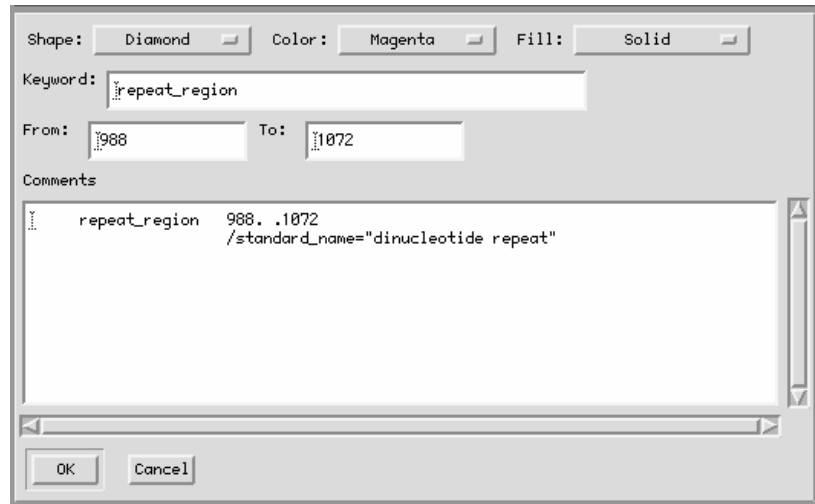 Shape: Diamond Color: Magenta Fill: Solid
Keyword: repeat_region
From: 988 To: 1072
Comments
repeat_region 988. .1072
/standard_name="dinucleotide repeat"
OK Cancel